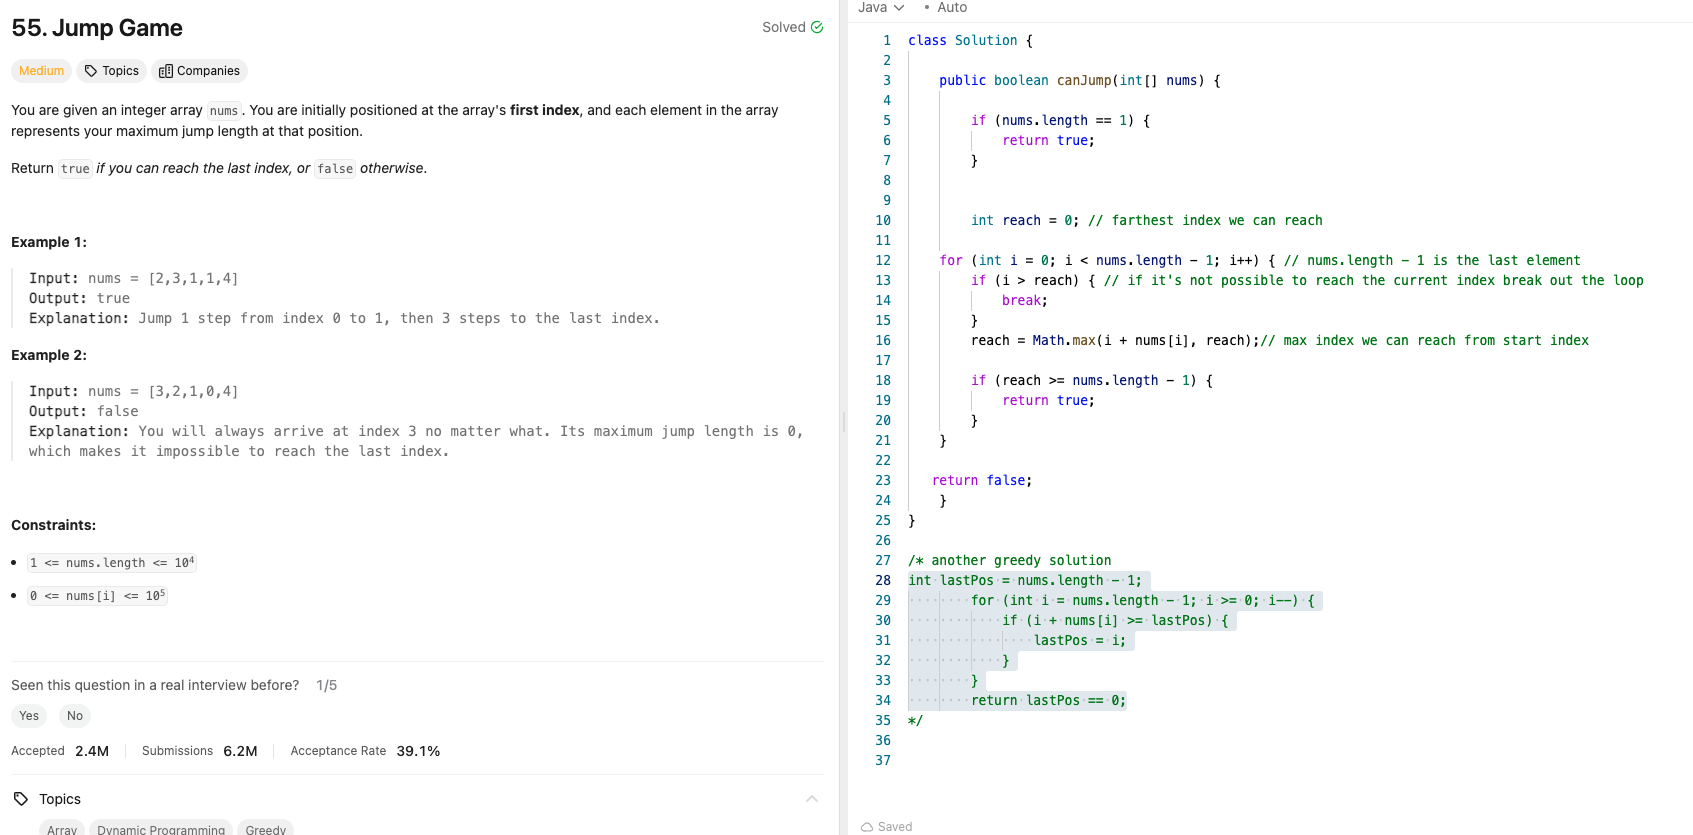 55. Jump Game
Solved
Medium
Topics
Companies
You are given an integer array nums. You are initially positioned at the array's first index, and each element in the array
represents your maximum jump length at that position.
Return true if you can reach the last index, or false otherwise.
Example 1:
Input: nums = [2,3,1,1,4]
Output: true
Explanation: Jump 1 step from index 0 to 1, then 3 steps to the last index.
Example 2:
Input: nums = [3,2,1,0,4]
Output: false
Explanation: You will always arrive at index 3 no matter what. Its maximum jump length is 0,
which makes it impossible to reach the last index.
Constraints:
• 1 <= nums.length <= 10⁴
• 0 <= nums[i] <= 10⁵
Seen this question in a real interview before? 1/5
Yes No
Accepted 2.4M Submissions 6.2M Acceptance Rate 39.1%
Topics
Array Dynamic Programming Greedy
Java • Auto
1 class Solution {
2
3     public boolean canJump(int[] nums) {
4
5         if (nums.length == 1) {
6             return true;
7         }
8
9
10         int reach = 0; // farthest index we can reach
11
12     for (int i = 0; i < nums.length - 1; i++) { // nums.length - 1 is the last element
13         if (i > reach) { // if it's not possible to reach the current index break out the loop
14             break;
15         }
16         reach = Math.max(i + nums[i], reach);// max index we can reach from start index
17
18         if (reach >= nums.length - 1) {
19             return true;
20         }
21     }
22
23    return false;
24     }
25 }
26
27 /* another greedy solution
28 int lastPos = nums.length - 1;
29         for (int i = nums.length - 1; i >= 0; i--) {
30             if (i + nums[i] >= lastPos) {
31                 lastPos = i;
32             }
33         }
34         return lastPos == 0;
35 */
36
37
Saved